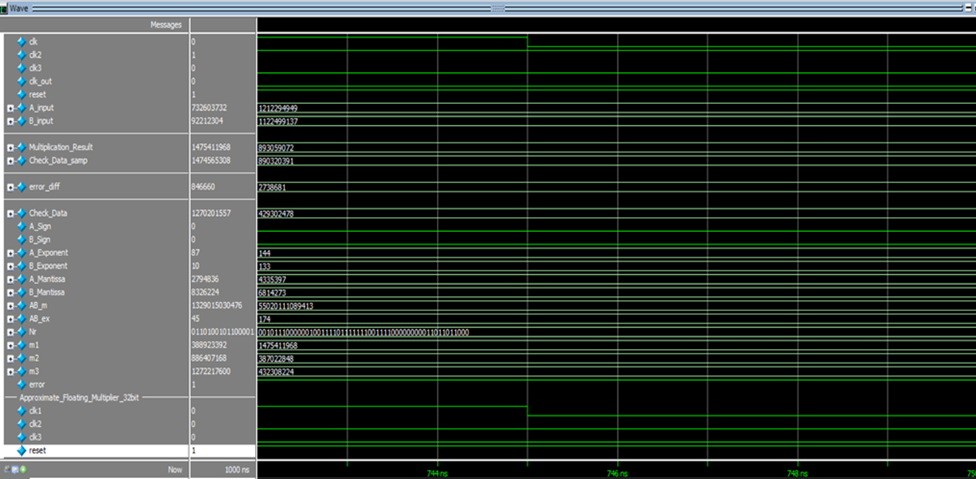 Wave
Messages
clk 0
clk2 1
clk3 0
clk_out 0
reset 1
A_input 732603732 1212294949
B_input 92212304 1122499137
Multiplication_Result 1475411968 893059072
Check_Data_samp 1474565308 890320391
error_diff 846660 2738681
Check_Data 1270201557 429302478
A_Sign 0
B_Sign 0
A_Exponent 87 144
B_Exponent 10 133
A_Mantissa 2794836 4335397
B_Mantissa 8326224 6814273
AB_m 1329015030476 55020111089413
AB_ex 45 174
Nr
m1 388923392 1475411968
m2 886407168 387022848
m3 1272217600 432308224
error 1
Approximate_Floating_Multiplier_32bit
clk1 0
clk2 0
clk3 0
reset 1
Now 1000 ns 744 ns 746 ns 748 ns